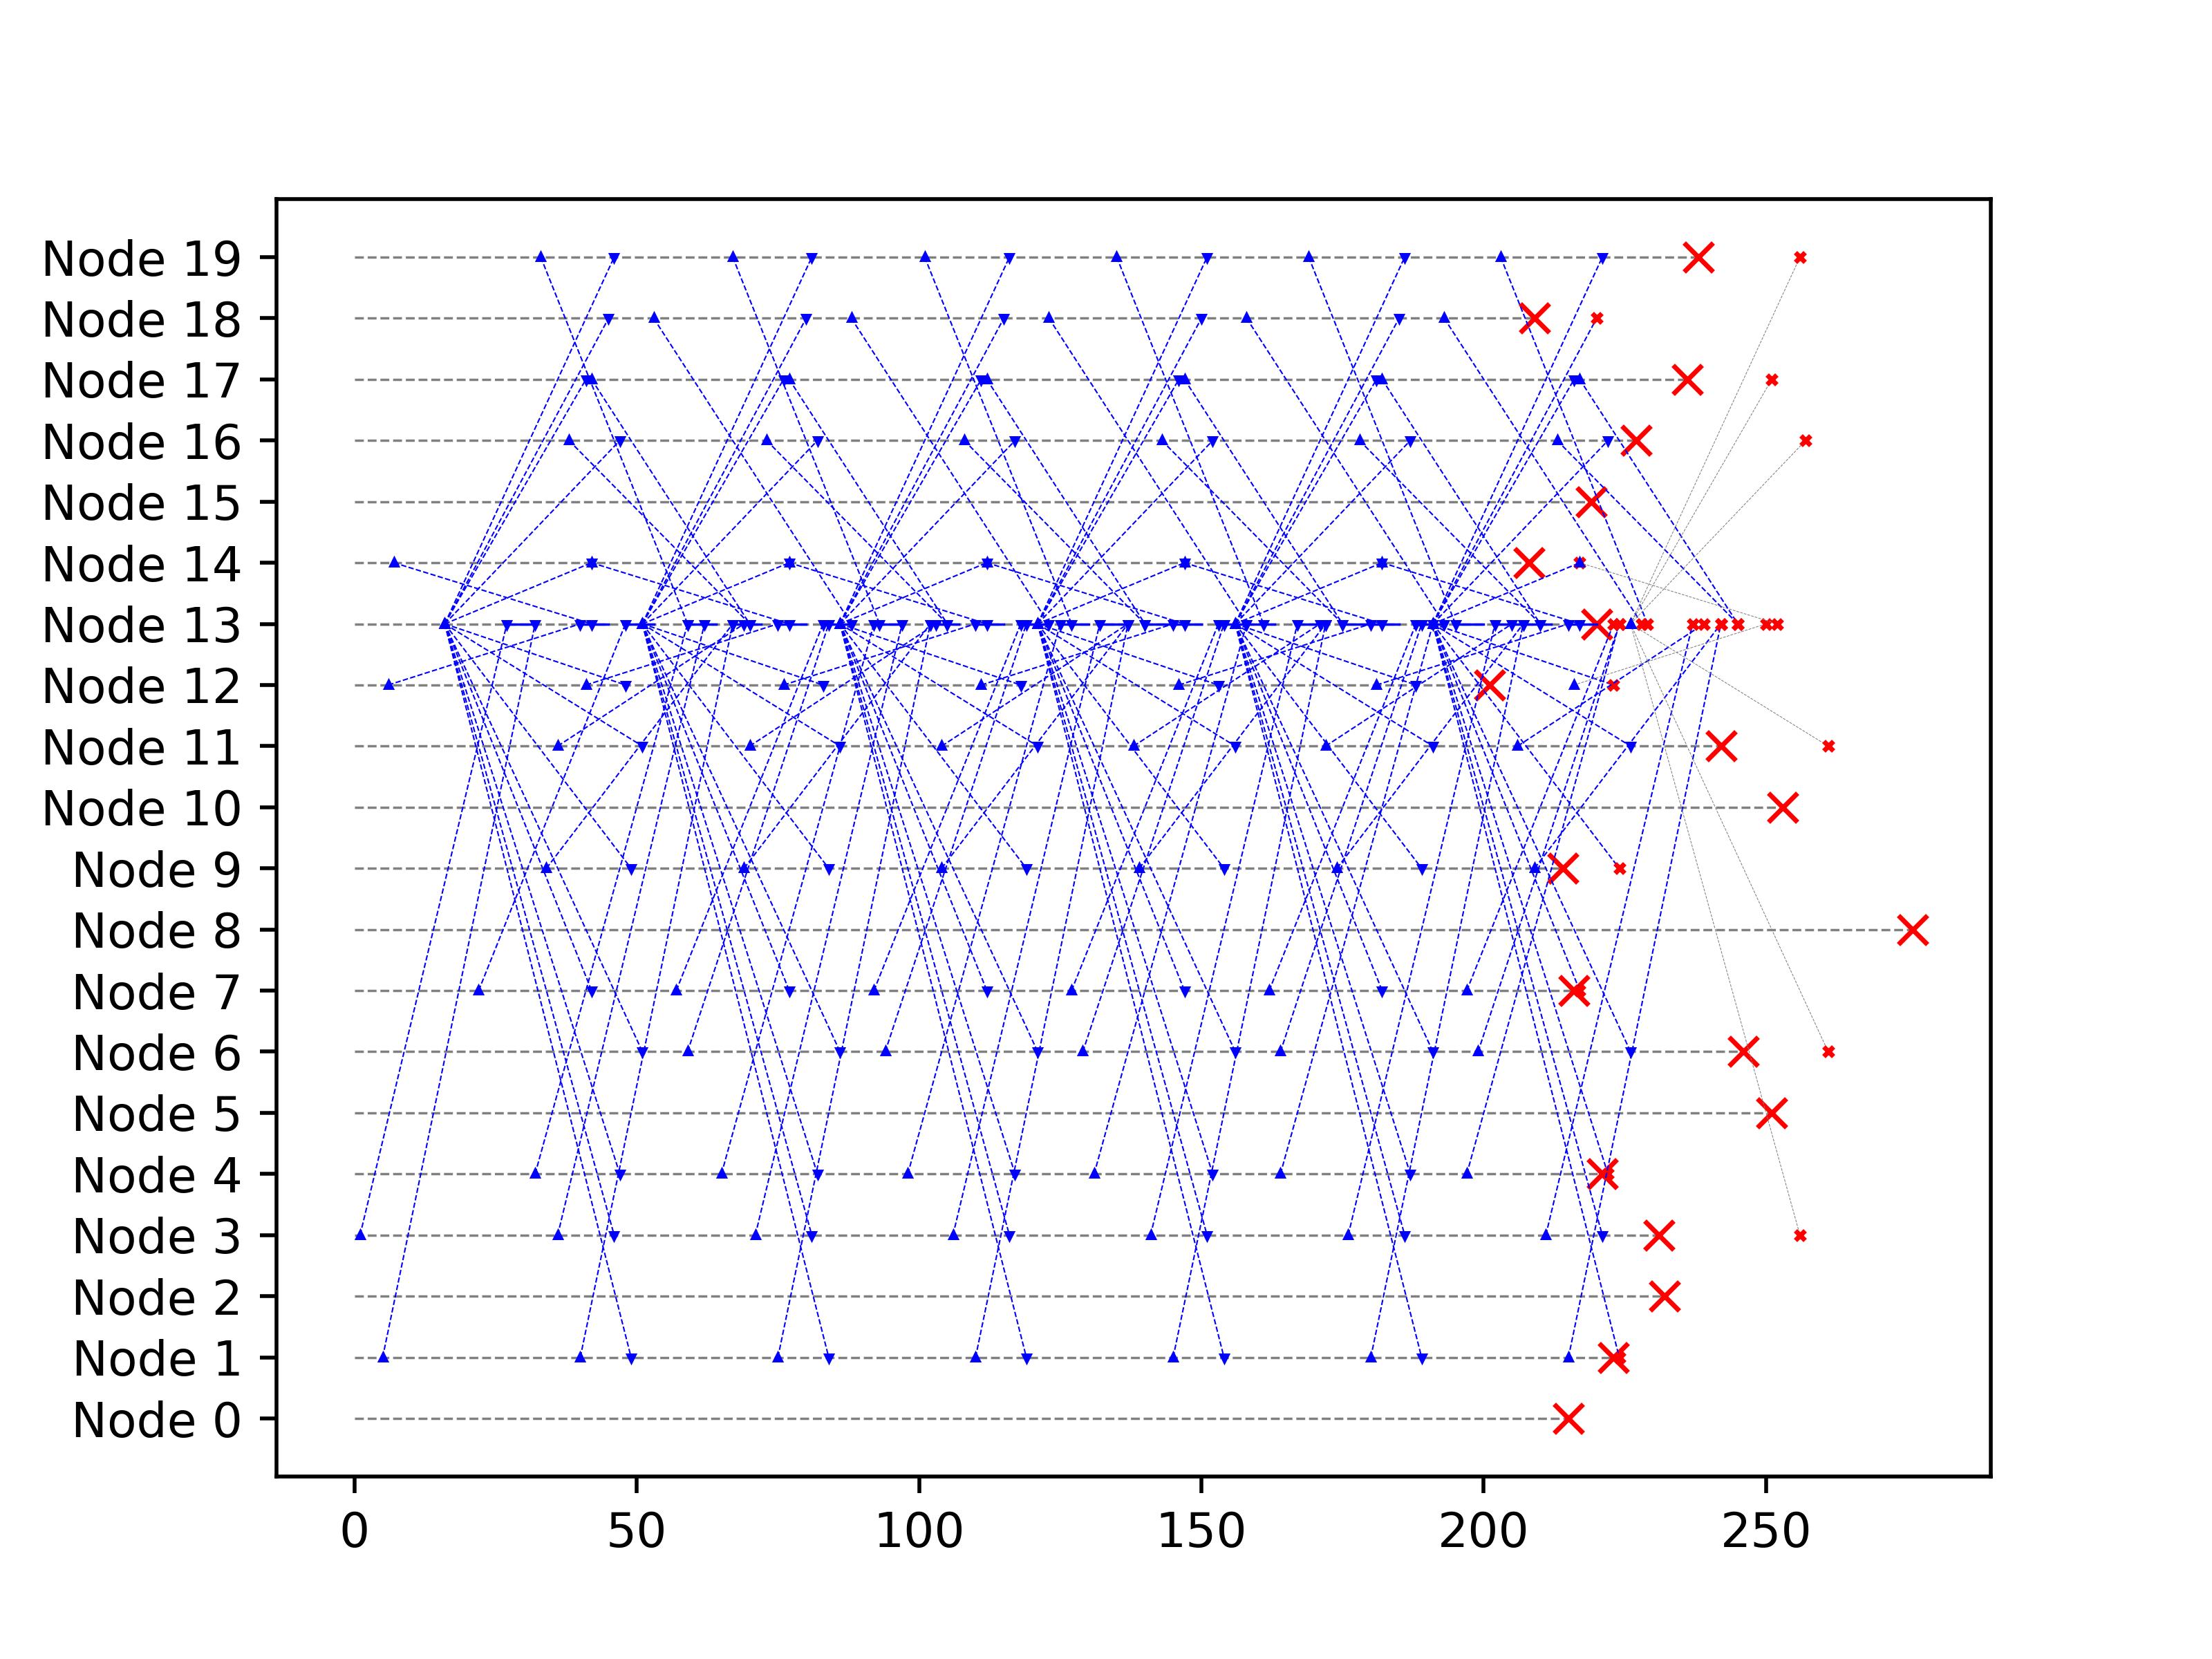 Node 19
Node 18
Node 17
Node 16
Node 15
Node 14
Node 13
Node 12
Node 11
Node 10
Node 9
Node 8
Node 7
Node 6
Node 5
Node 4
Node 3
Node 2
Node 1
Node 0
0 50 100 150 200 250